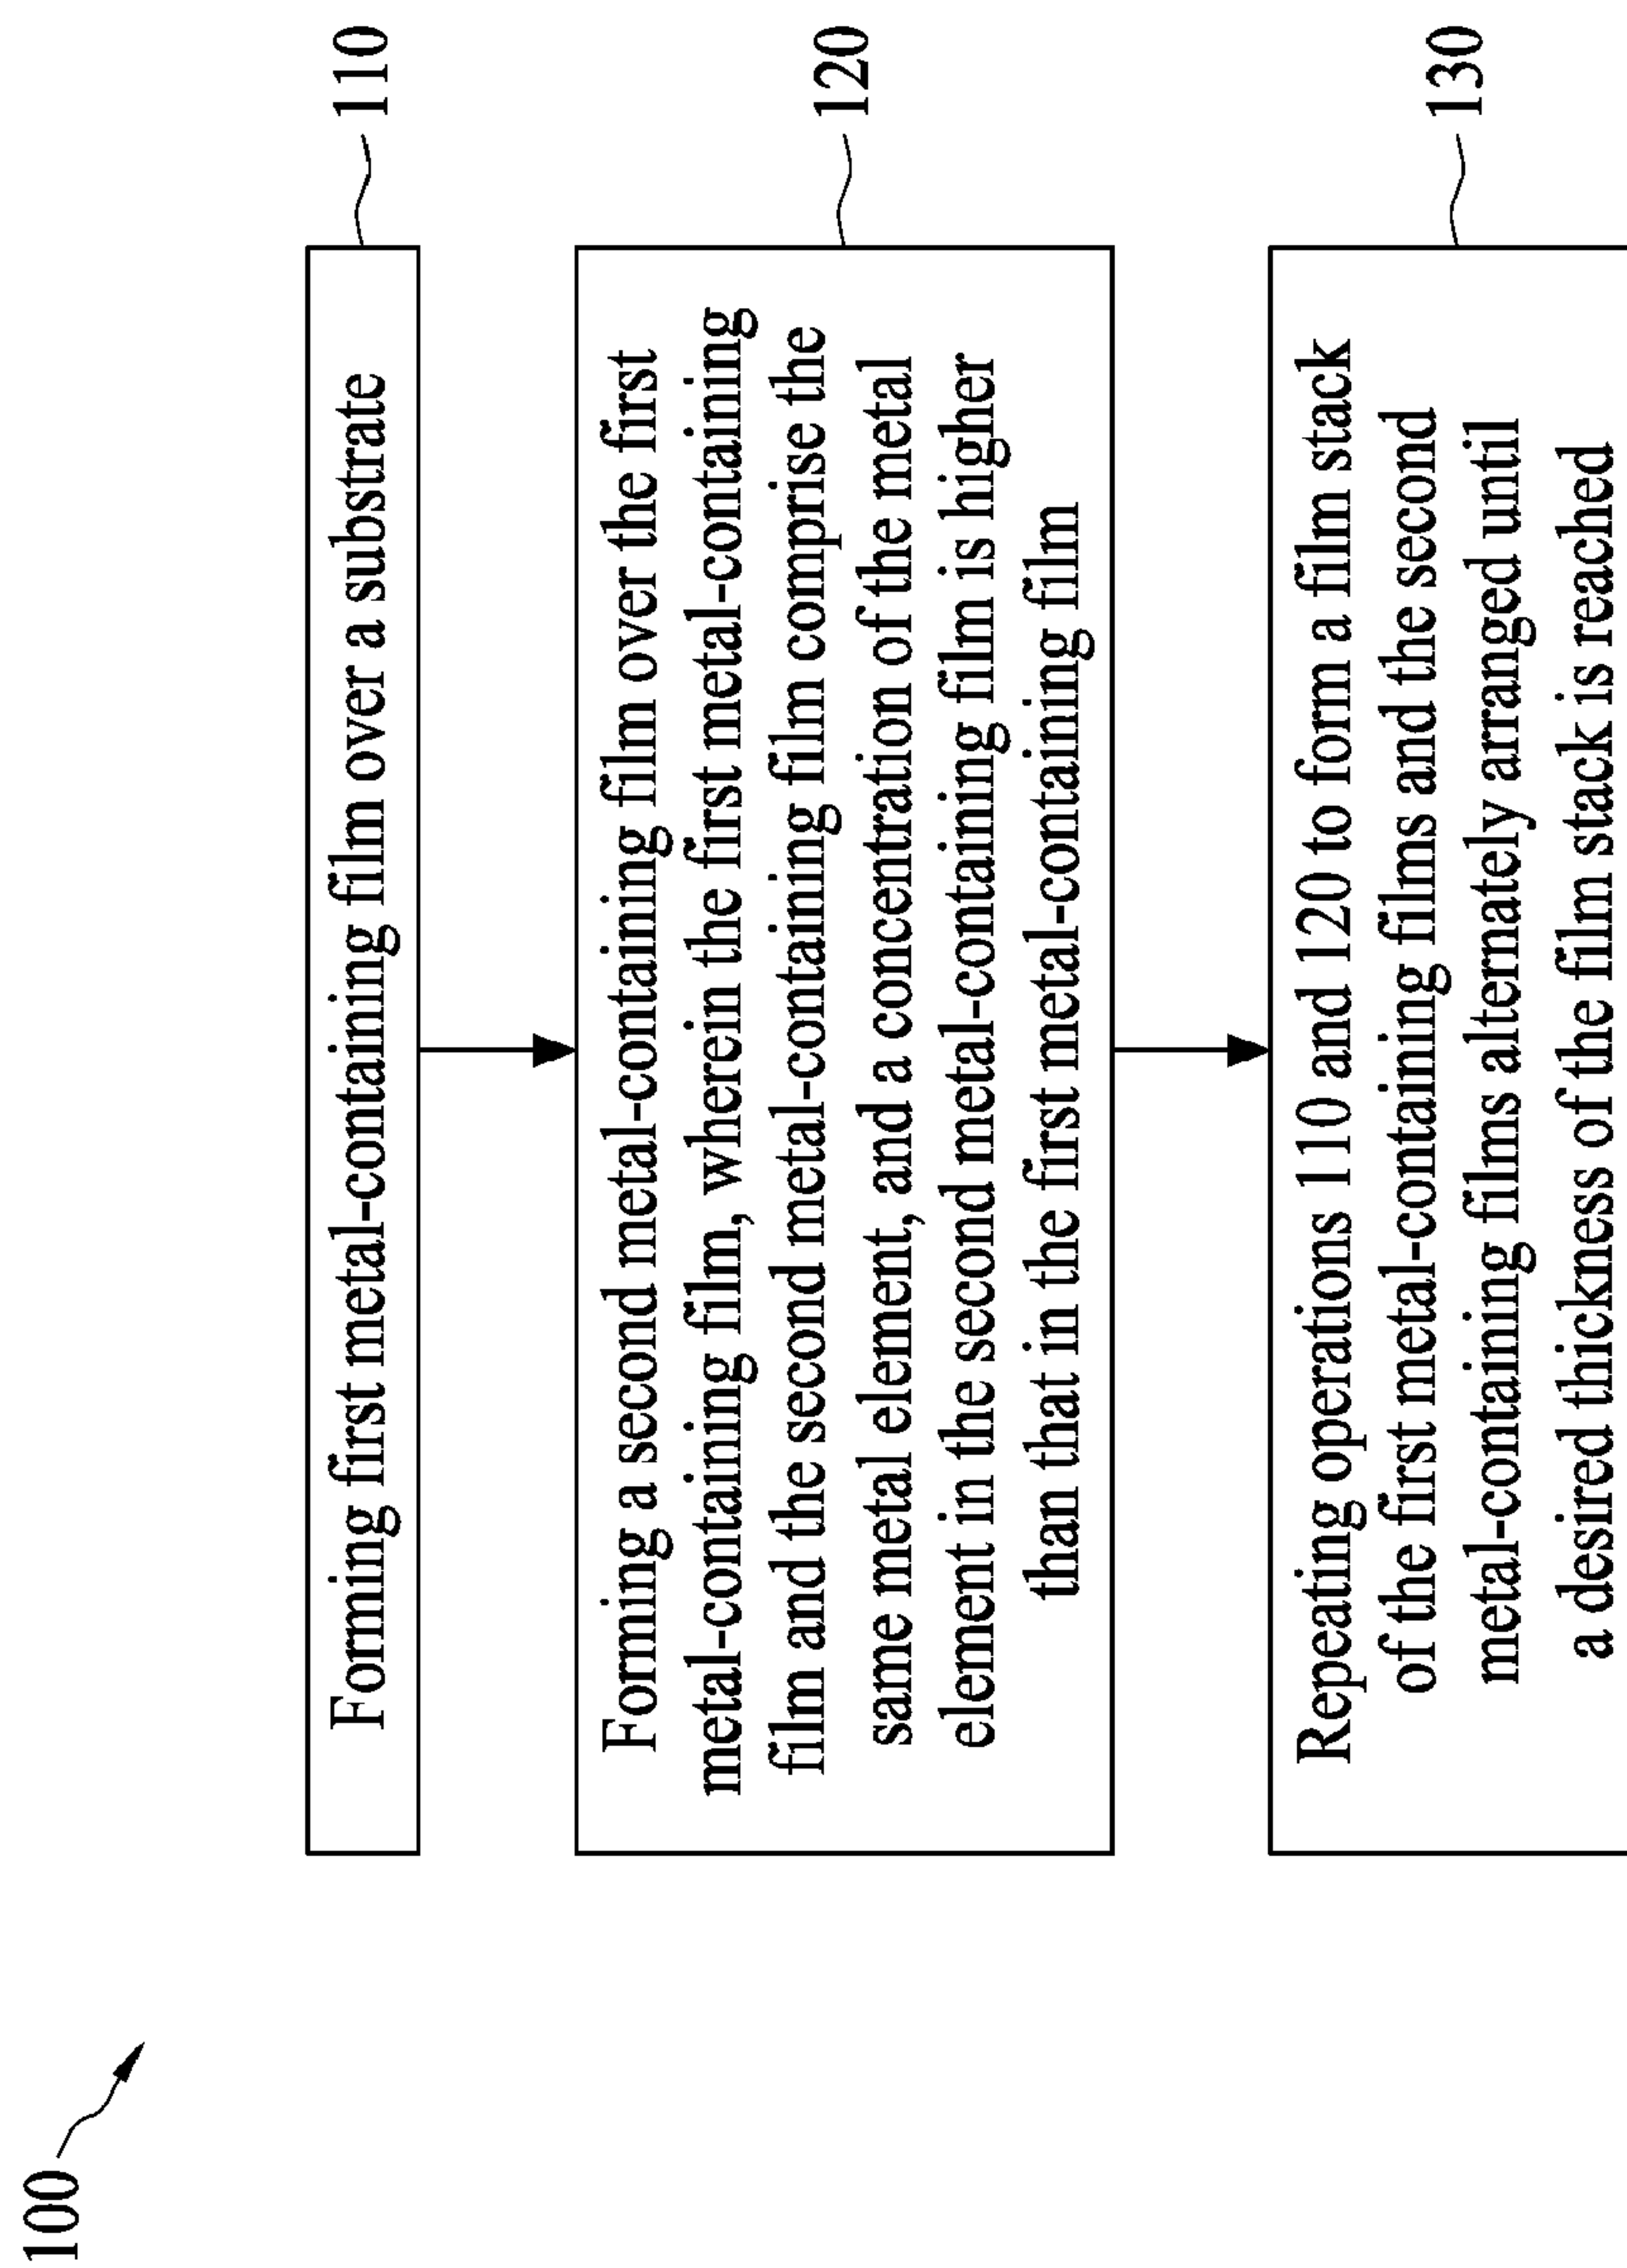 100
Forming first metal-containing film over a substrate
110
Forming a second metal-containing film over the first
metal-containing film, wherein the first metal-containing
film and the second metal-containing film comprise the
same metal element, and a concentration of the metal
element in the second metal-containing film is higher
than that in the first metal-containing film
120
Repeating operations 110 and 120 to form a film stack
of the first metal-containing films and the second
metal-containing films alternately arranged until
a desired thickness of the film stack is reached
130